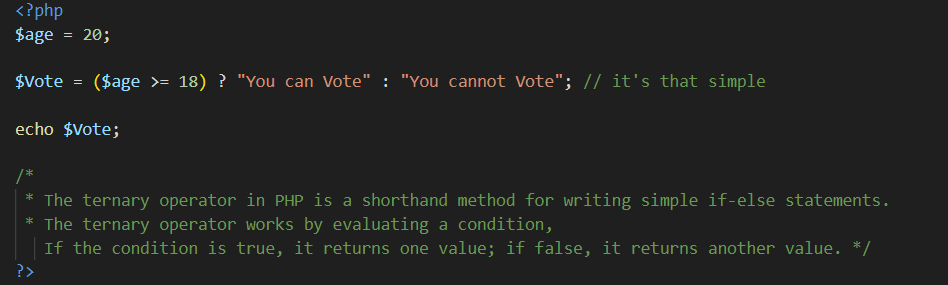 <?php
$age = 20;
$Vote = ($age >= 18) ? "You can Vote" : "You cannot Vote"; // it's that simple
echo $Vote;
/*
* The ternary operator in PHP is a shorthand method for writing simple if-else statements.
* The ternary operator works by evaluating a condition,
If the condition is true, it returns one value; if false, it returns another value. */
?>